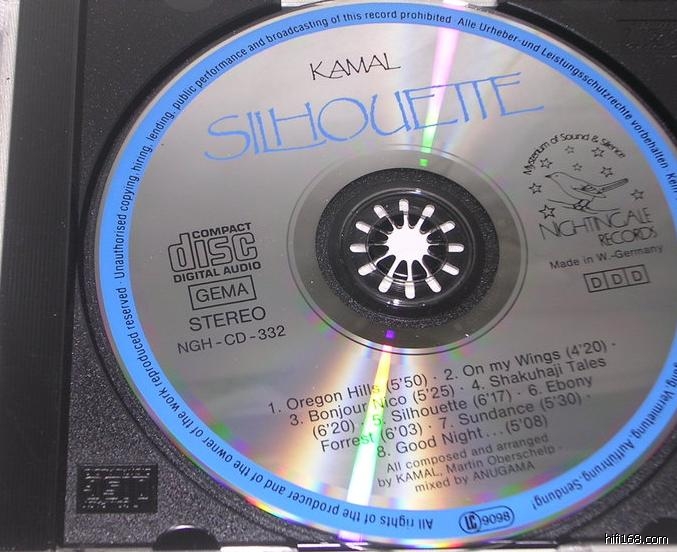 All rights of the producer and of the owner of the work reproduced reserved · Unauthorised copying, hiring, lending, public performance and broadcasting of this record prohibited Alle Urheber-und Leistungsschutzrechte vorbehalten
Vermietung, Aufführung, Sendung!
KAMAL
SILHOUETTE
Mysterium of Sound & Silence
NIGHTINGALE
RECORDS
Made in W.-Germany
DDD
COMPACT
disc
DIGITAL AUDIO
GEMA
STEREO
NGH-CD-332
1. Oregon Hills (5'50) · 2. On my Wings (4'20) ·
3. Bonjour Nico (5'25) · 4. Shakuhaji Tales
(6'20) · 5. Silhouette (6'17) · 6. Ebony
Forrest (6'03) · 7. Sundance (5'30) ·
8. Good Night... (5'08)
All composed and arranged
by KAMAL, Martin Oberschelp ·
mixed by ANUGAMA
9098
hifi168.com